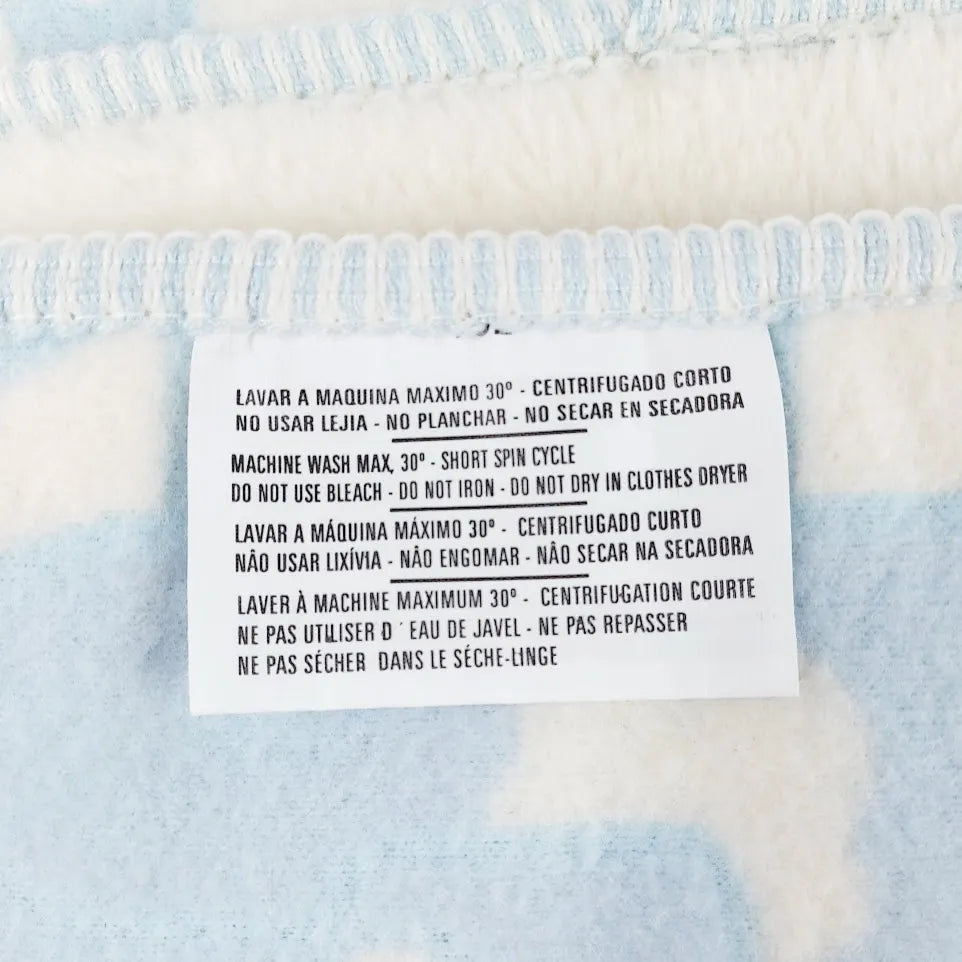 LAVAR A MAQUINA MAXIMO 30º - CENTRIFUGADO CORTO
NO USAR LEJIA - NO PLANCHAR - NO SECAR EN SECADORA
MACHINE WASH MAX, 30º - SHORT SPIN CYCLE
DO NOT USE BLEACH - DO NOT IRON - DO NOT DRY IN CLOTHES DRYER
LAVAR A MÁQUINA MÁXIMO 30º - CENTRIFUGADO CURTO
NÂO USAR LIXÍVIA - NÂO ENGOMAR - NÂO SECAR NA SECADORA
LAVER À MACHINE MAXIMUM 30º - CENTRIFUGATION COURTE
NE PAS UTILISER D ´ EAU DE JAVEL - NE PAS REPASSER
NE PAS SÉCHER DANS LE SÉCHE-LINGE